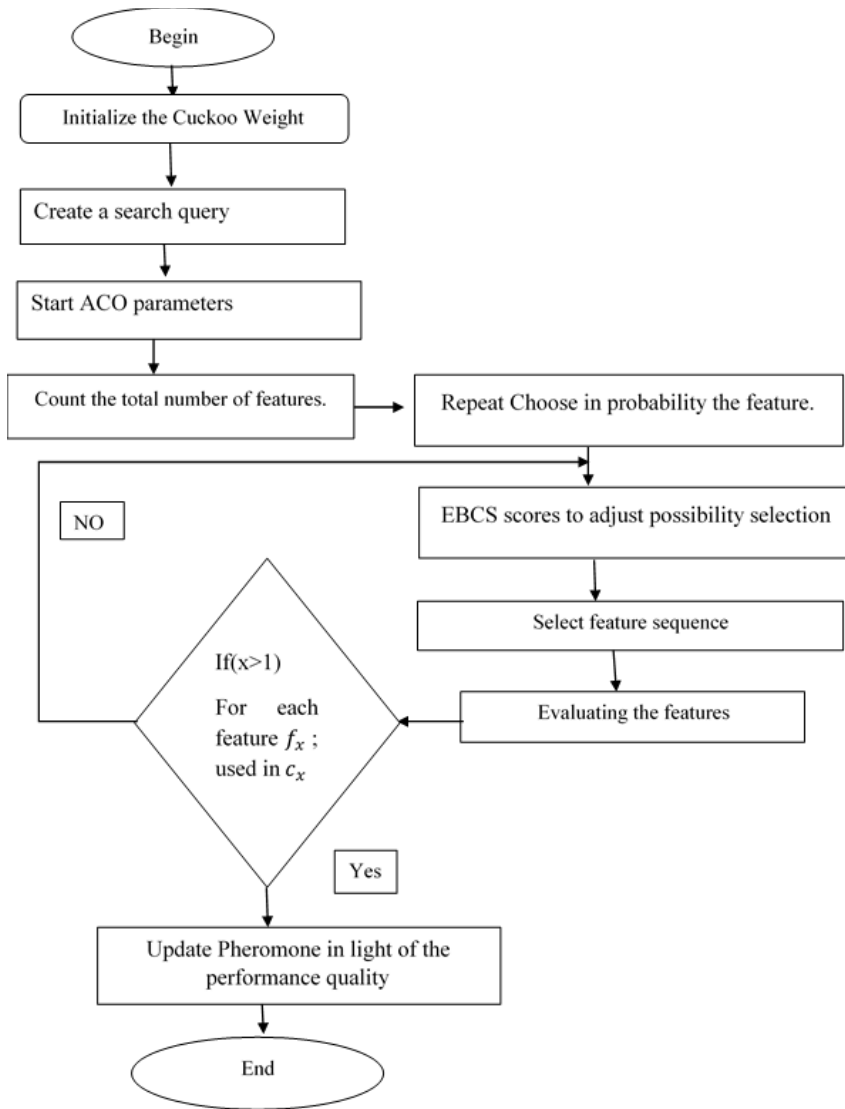 Begin
Initialize the Cuckoo Weight
Create a search query
Start ACO parameters
Count the total number of features.
Repeat Choose in probability the feature.
NO
EBCS scores to adjust possibility selection
Select feature sequence
Evaluating the features
If(x>1)
For each
feature f_x ;
used in c_x
Yes
Update Pheromone in light of the
performance quality
End